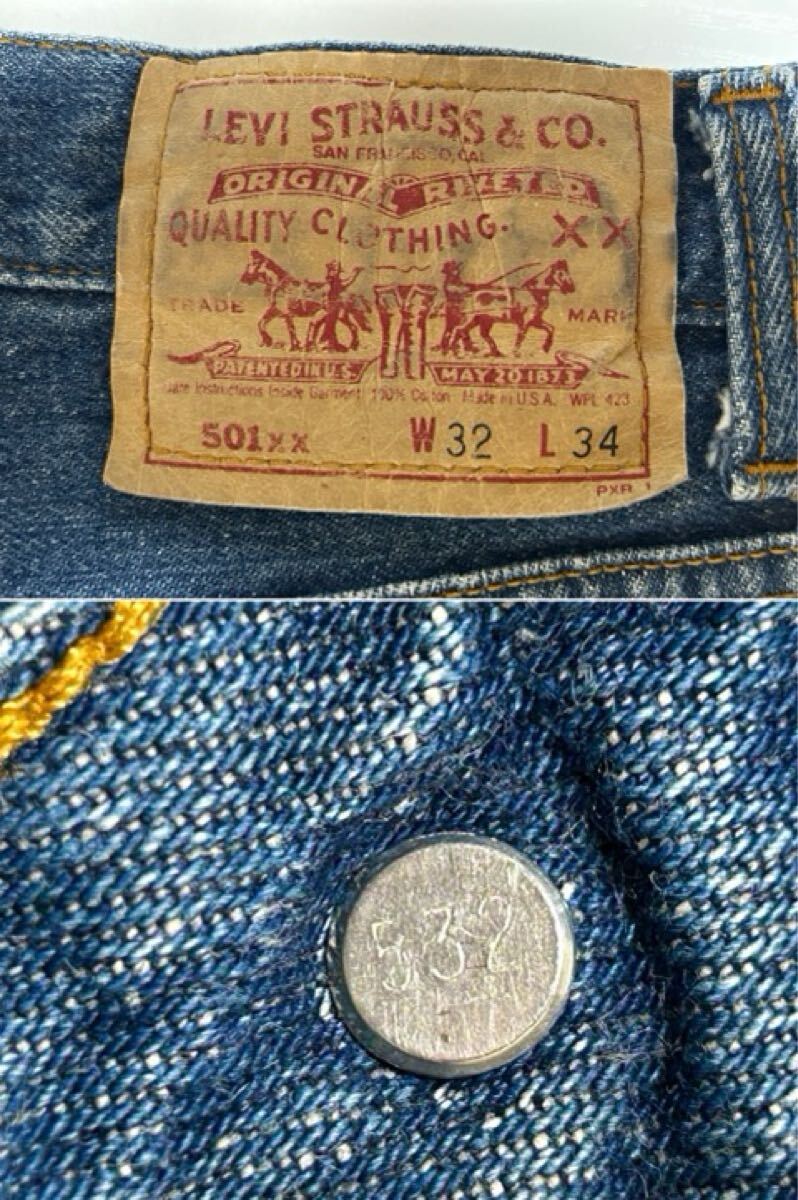 LEVI STRAUSS & CO.
SAN FRANCISCO, CAL
ORIGINAL RIVETED
QUALITY CLOTHING. XX
TRADE MARK
PATENTED IN U.S. MAY 20 1873
Care Instructions Inside Garment 100% Cotton Made in U.S.A. WPL 423
501XX W 32 L 34
PXR 1
532